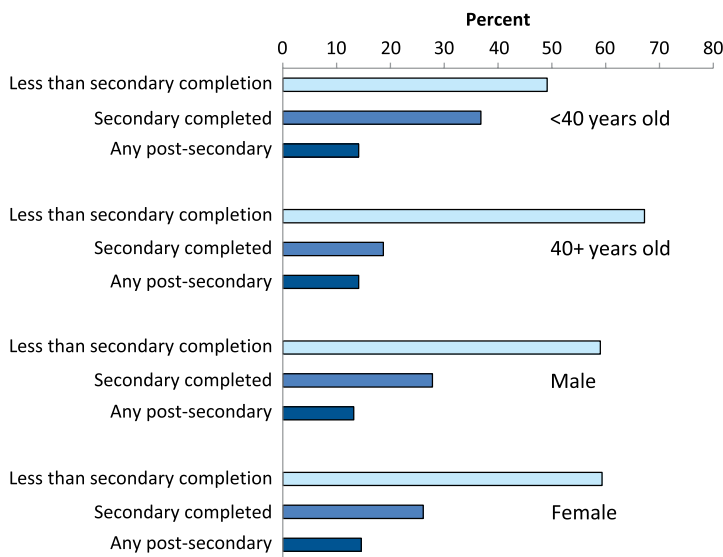 Percent
0 10 20 30 40 50 60 70 80
Less than secondary completion
Secondary completed <40 years old
Any post-secondary
Less than secondary completion
Secondary completed 40+ years old
Any post-secondary
Less than secondary completion
Secondary completed Male
Any post-secondary
Less than secondary completion
Secondary completed Female
Any post-secondary